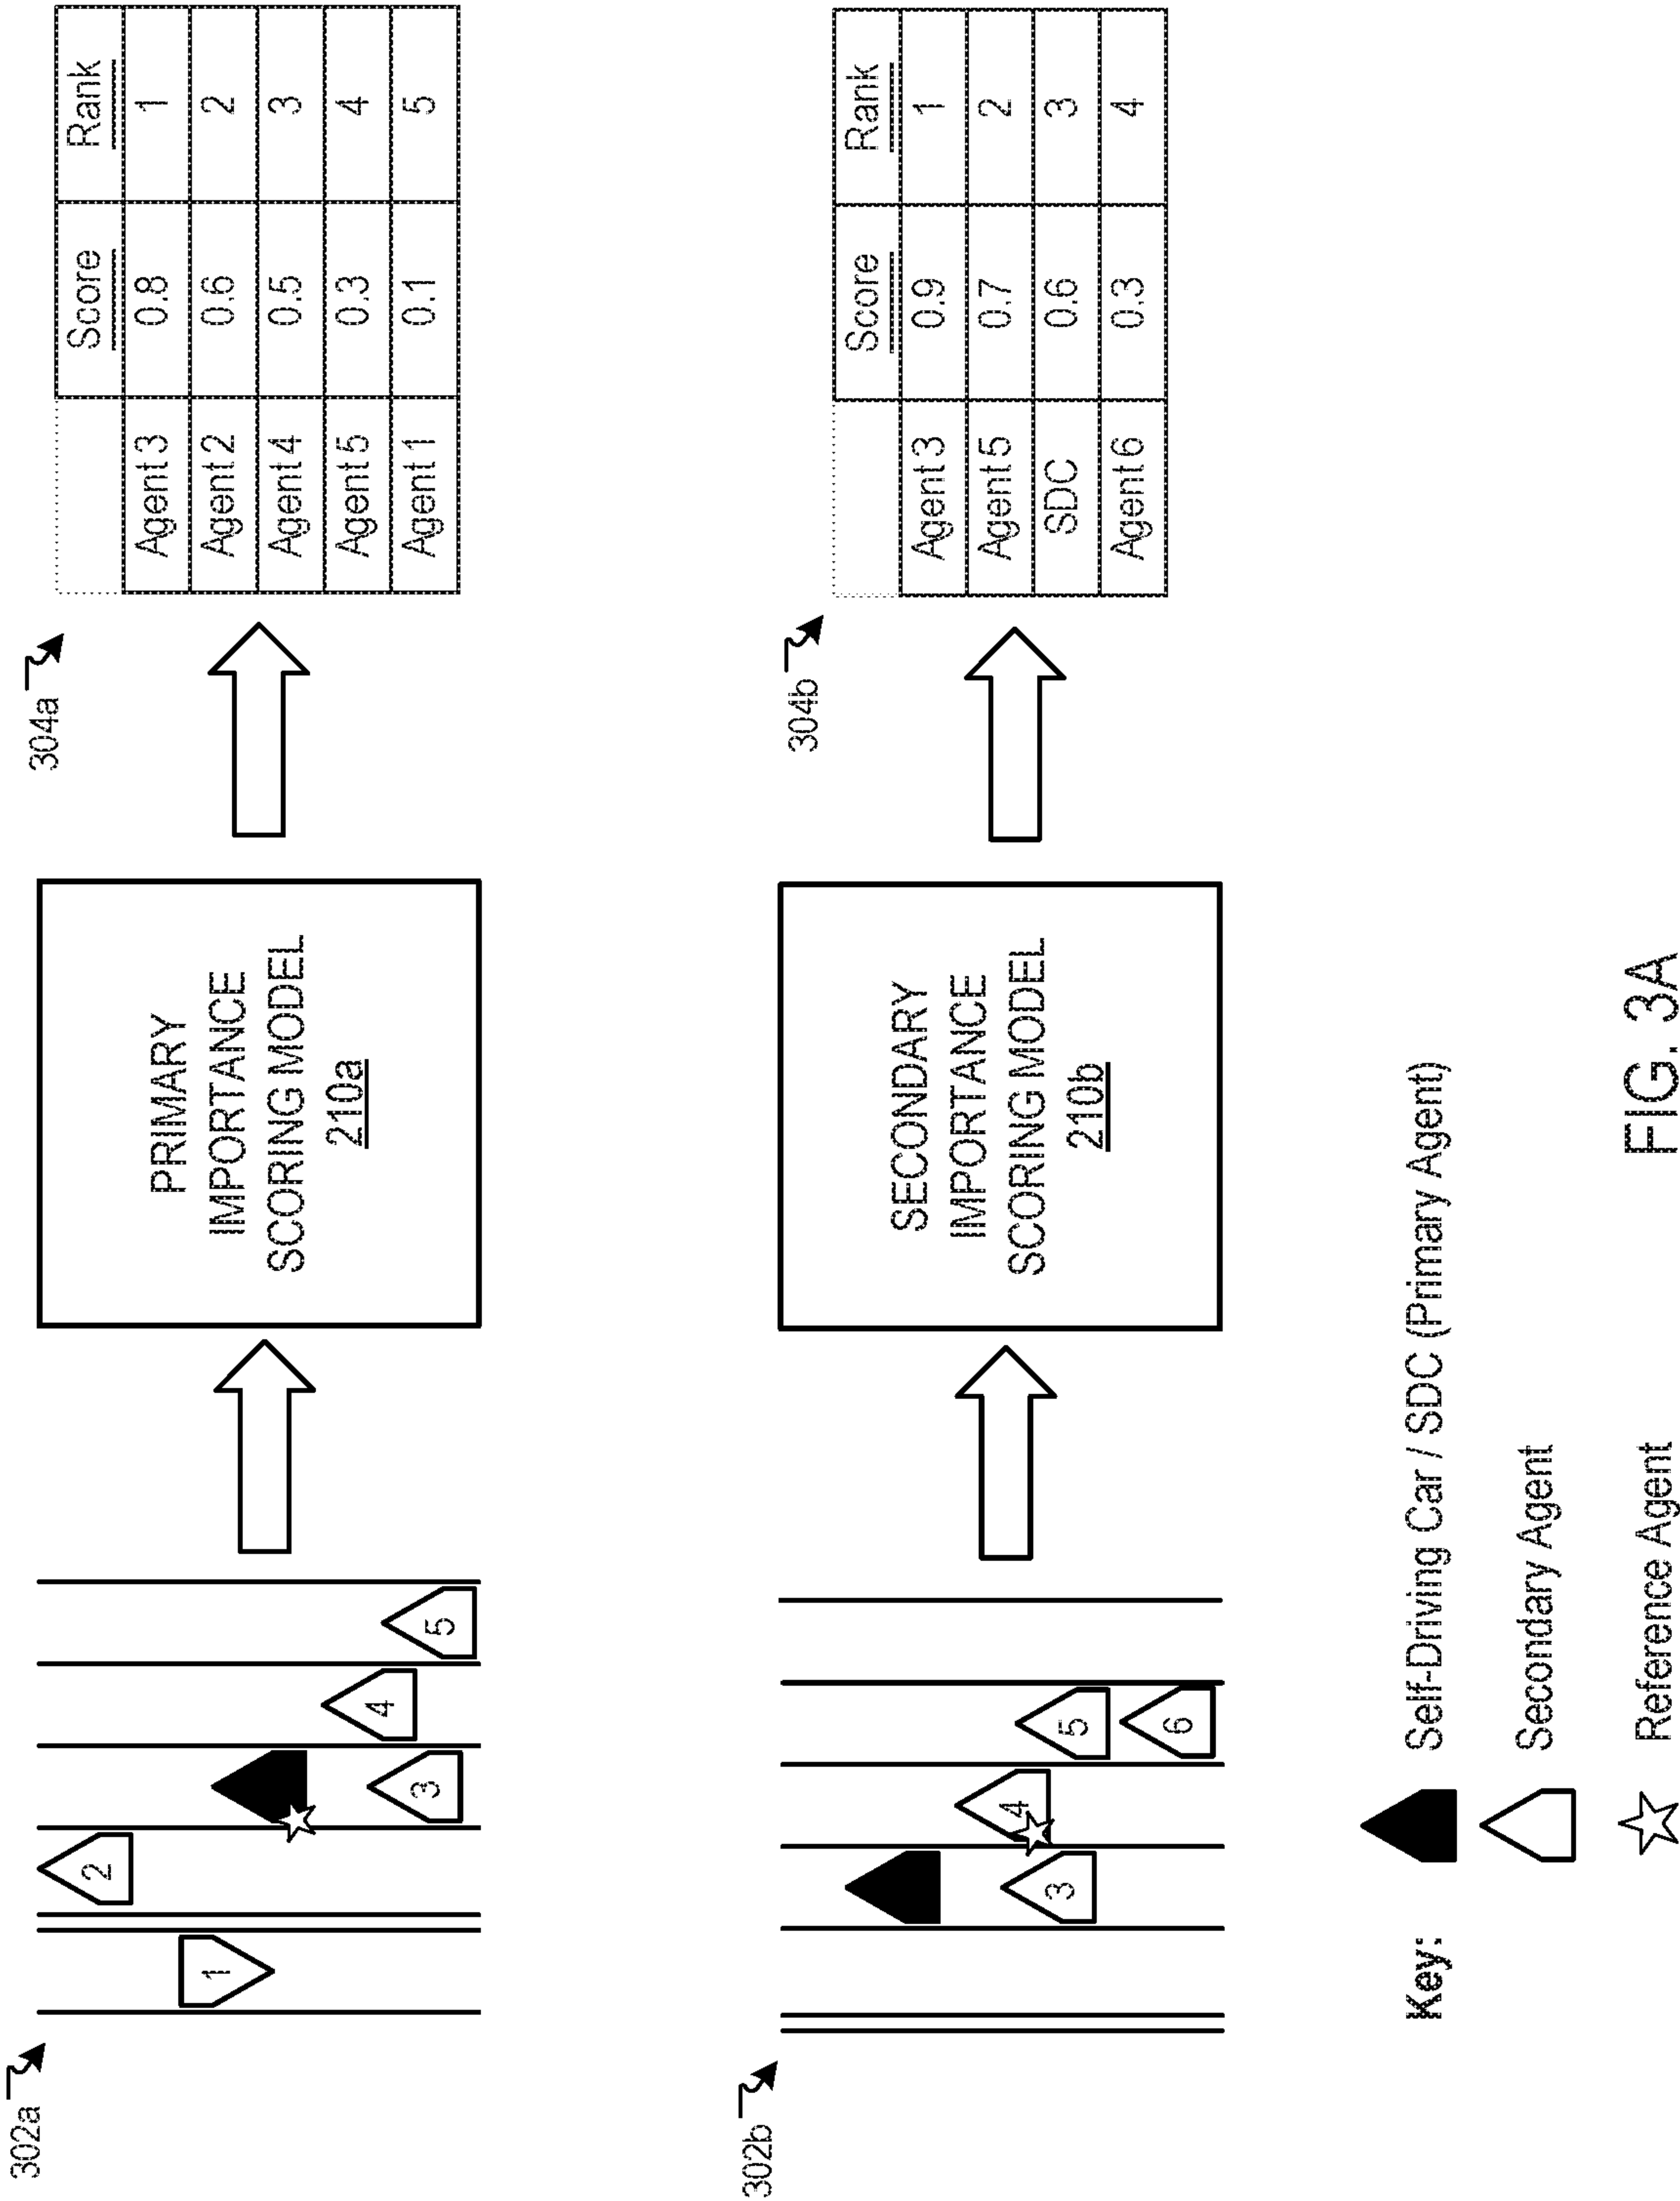 302a
1
2
3
4
5
PRIMARY
IMPORTANCE
SCORING MODEL
210a
304a
Score Rank
Agent 3 0.8 1
Agent 2 0.6 2
Agent 4 0.5 3
Agent 5 0.3 4
Agent 1 0.1 5
302b
3
4
5
6
SECONDARY
IMPORTANCE
SCORING MODEL
210b
304b
Score Rank
Agent 3 0.9 1
Agent 5 0.7 2
SDC 0.6 3
Agent 6 0.3 4
Key:
Self-Driving Car / SDC (Primary Agent)
Secondary Agent
Reference Agent
FIG. 3A